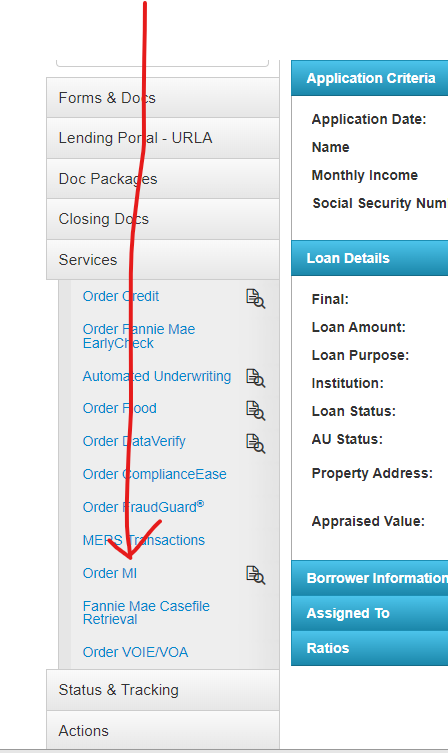 Forms & Docs
Lending Portal - URLA
Doc Packages
Closing Docs
Services
Order Credit
Order Fannie Mae
EarlyCheck
Automated Underwriting
Order Flood
Order DataVerify
Order ComplianceEase
Order FraudGuard®
MERS Transactions
Order MI
Fannie Mae Casefile
Retrieval
Order VOIE/VOA
Status & Tracking
Actions
Application Criteria
Application Date:
Name
Monthly Income
Social Security Num
Loan Details
Final:
Loan Amount:
Loan Purpose:
Institution:
Loan Status:
AU Status:
Property Address:
Appraised Value:
Borrower Information
Assigned To
Ratios